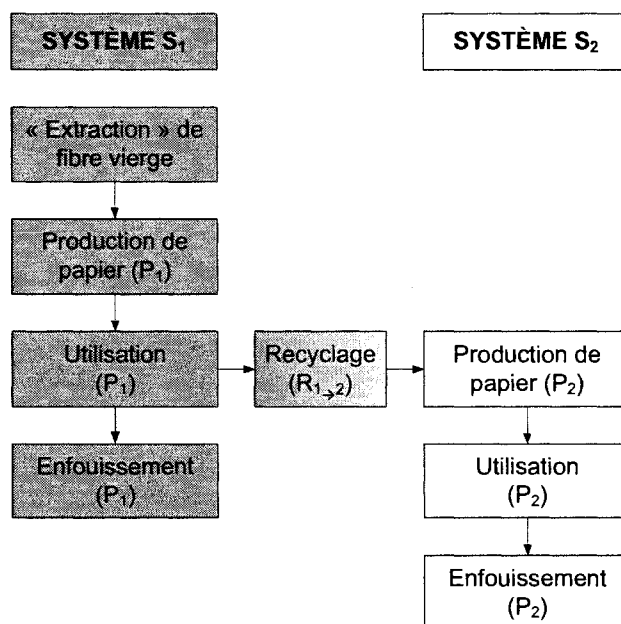 SYSTÈME S₁
SYSTÈME S₂
« Extraction » de
fibre vierge
Production de
papier (P₁)
Utilisation
(P₁)
Recyclage
(R₁→₂)
Production de
papier (P₂)
Enfouissement
(P₁)
Utilisation
(P₂)
Enfouissement
(P₂)